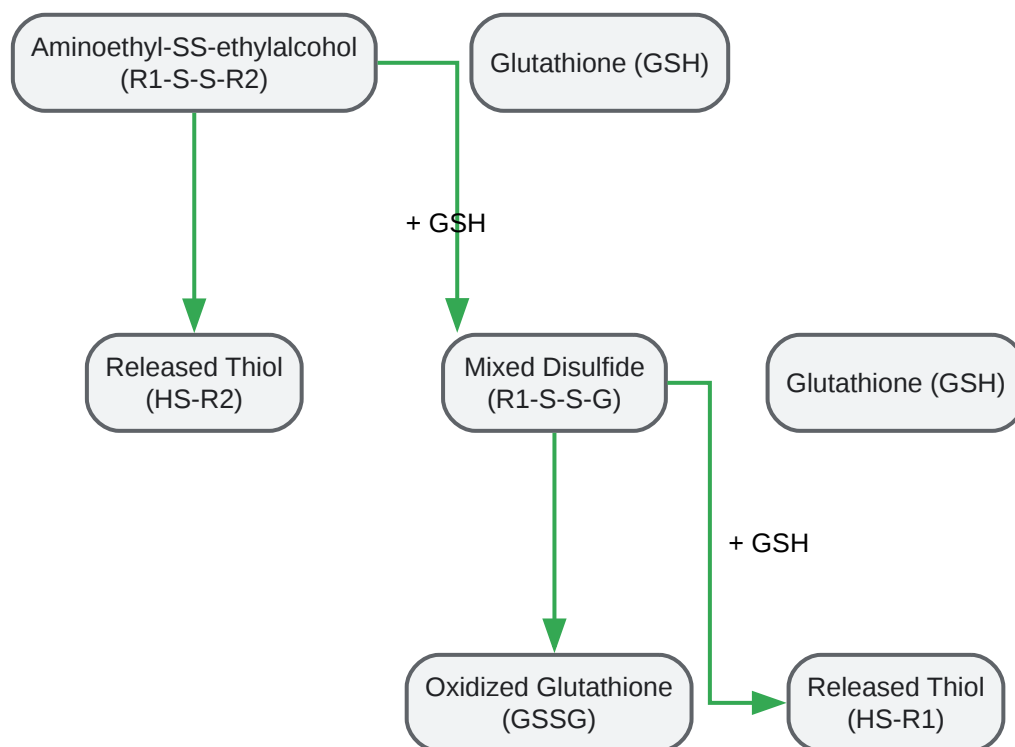 Aminoethyl-SS-ethylalcohol
(R1-S-S-R2)
Glutathione (GSH)
+ GSH
Released Thiol
(HS-R2)
Mixed Disulfide
(R1-S-S-G)
Glutathione (GSH)
+ GSH
Oxidized Glutathione
(GSSG)
Released Thiol
(HS-R1)